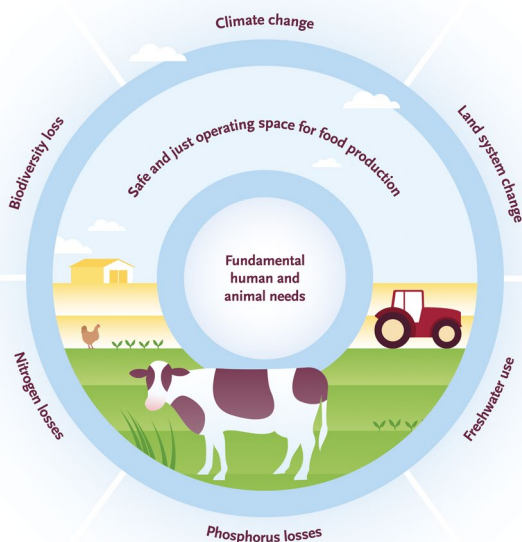 Climate change
Biodiversity loss
Land system change
Safe and just operating space for food production
Fundamental
human and
animal needs
Nitrogen losses
Freshwater use
Phosphorus losses